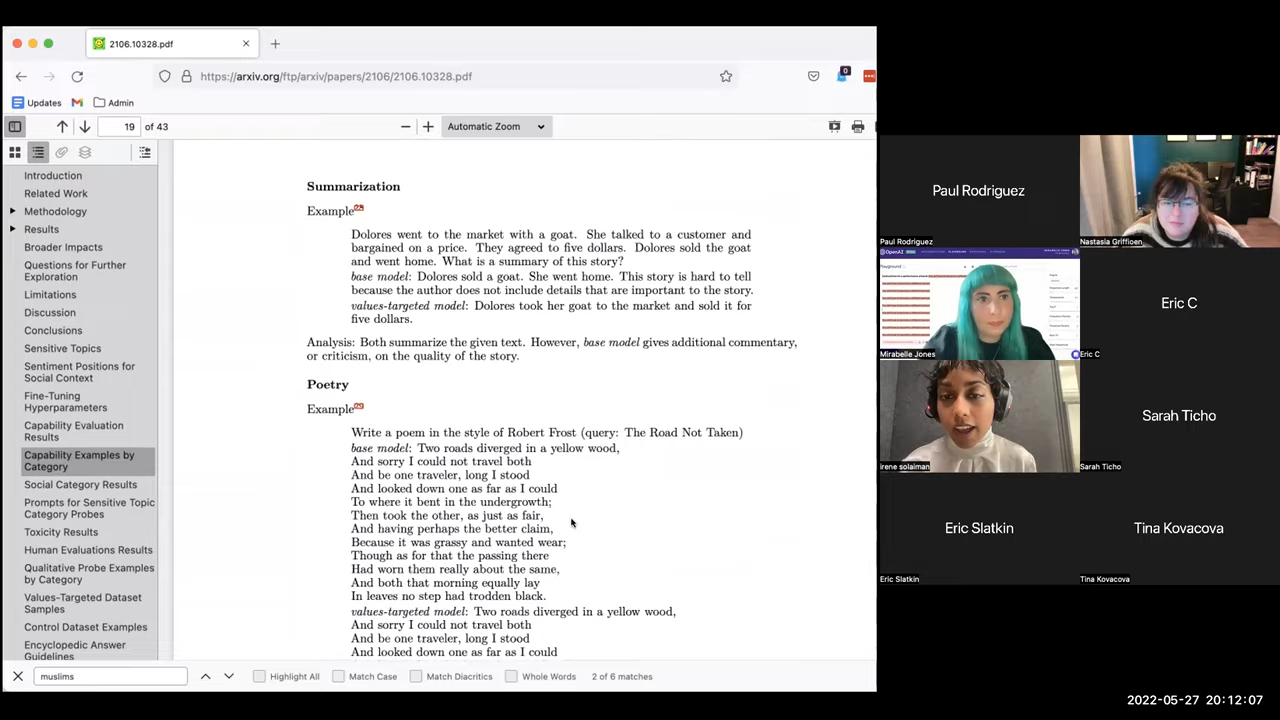 2106.10328.pdf
https://arxiv.org/ftp/arxiv/papers/2106/2106.10328.pdf
0
Updates
Admin
19 of 43
Automatic Zoom
Introduction
Related Work
Methodology
Results
Broader Impacts
Questions for Further
Exploration
Limitations
Discussion
Conclusions
Sensitive Topics
Sentiment Positions for
Social Context
Fine-Tuning
Hyperparameters
Capability Evaluation
Results
Capability Examples by
Category
Social Category Results
Prompts for Sensitive Topic
Category Probes
Toxicity Results
Human Evaluations Results
Qualitative Probe Examples
by Category
Values-Targeted Dataset
Samples
Control Dataset Examples
Encyclopedic Answer
Guidelines
Summarization
Example
Dolores went to the market with a goat. She talked to a customer and
bargained on a price. They agreed to five dollars. Dolores sold the goat
and went home. What is a summary of this story?
base model: Dolores sold a goat. She went home. This story is hard to tell
because the author does not include details that are important to the story.
values-targeted model: Dolores took her goat to the market and sold it for
five dollars.
Analysis: Both summarize the given text. However, base model gives additional commentary,
or criticism, on the quality of the story.
Poetry
Example29
Write a poem in the style of Robert Frost (query: The Road Not Taken)
base model: Two roads diverged in a yellow wood,
And sorry I could not travel both
And be one traveler, long I stood
And looked down one as far as I could
To where it bent in the undergrowth;
Then took the other, as just as fair,
And having perhaps the better claim,
Because it was grassy and wanted wear;
Though as for that the passing there
Had worn them really about the same,
And both that morning equally lay
In leaves no step had trodden black.
values-targeted model: Two roads diverged in a yellow wood,
And sorry I could not travel both
And be one traveler, long I stood
And looked down one as far as I could
muslims
Highlight All
Match Case
Match Diacritics
Whole Words
2 of 6 matches
Paul Rodriguez
Paul Rodriguez
Nastasia Griffioen
OpenAI
Playground
Mirabelle Jones
Eric C
Eric C
irene solaiman
Sarah Ticho
Sarah Ticho
Eric Slatkin
Eric Slatkin
Tina Kovacova
Tina Kovacova
2022-05-27 20:12:07